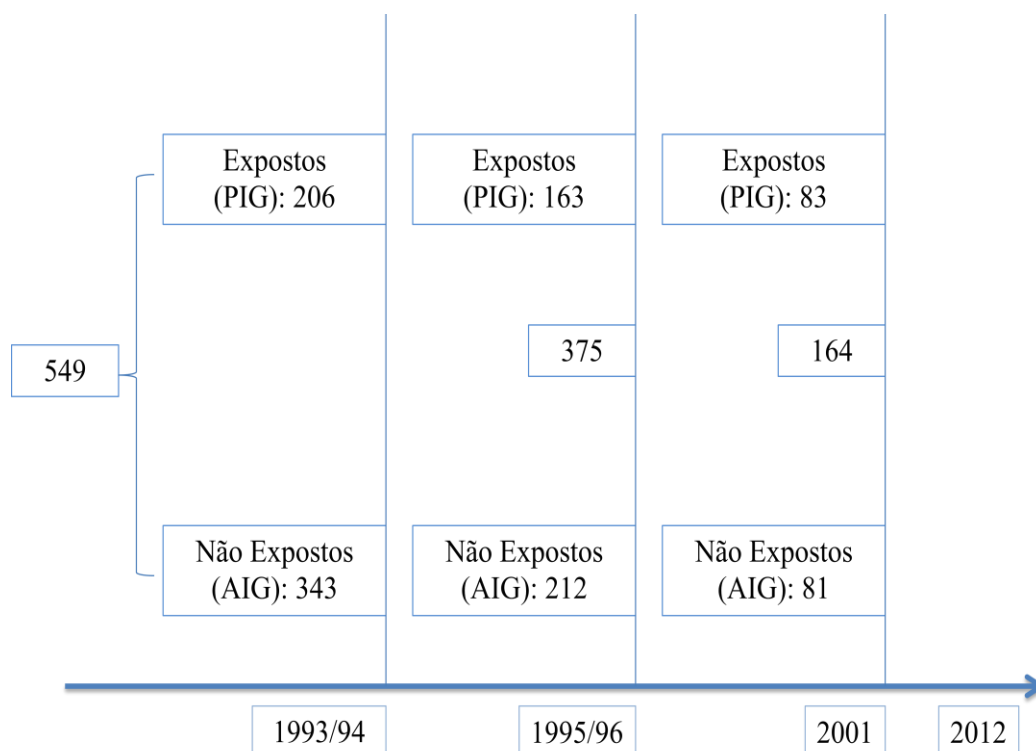 Expostos
(PIG): 206
Expostos
(PIG): 163
Expostos
(PIG): 83
549
375
164
Não Expostos
(AIG): 343
Não Expostos
(AIG): 212
Não Expostos
(AIG): 81
1993/94
1995/96
2001
2012